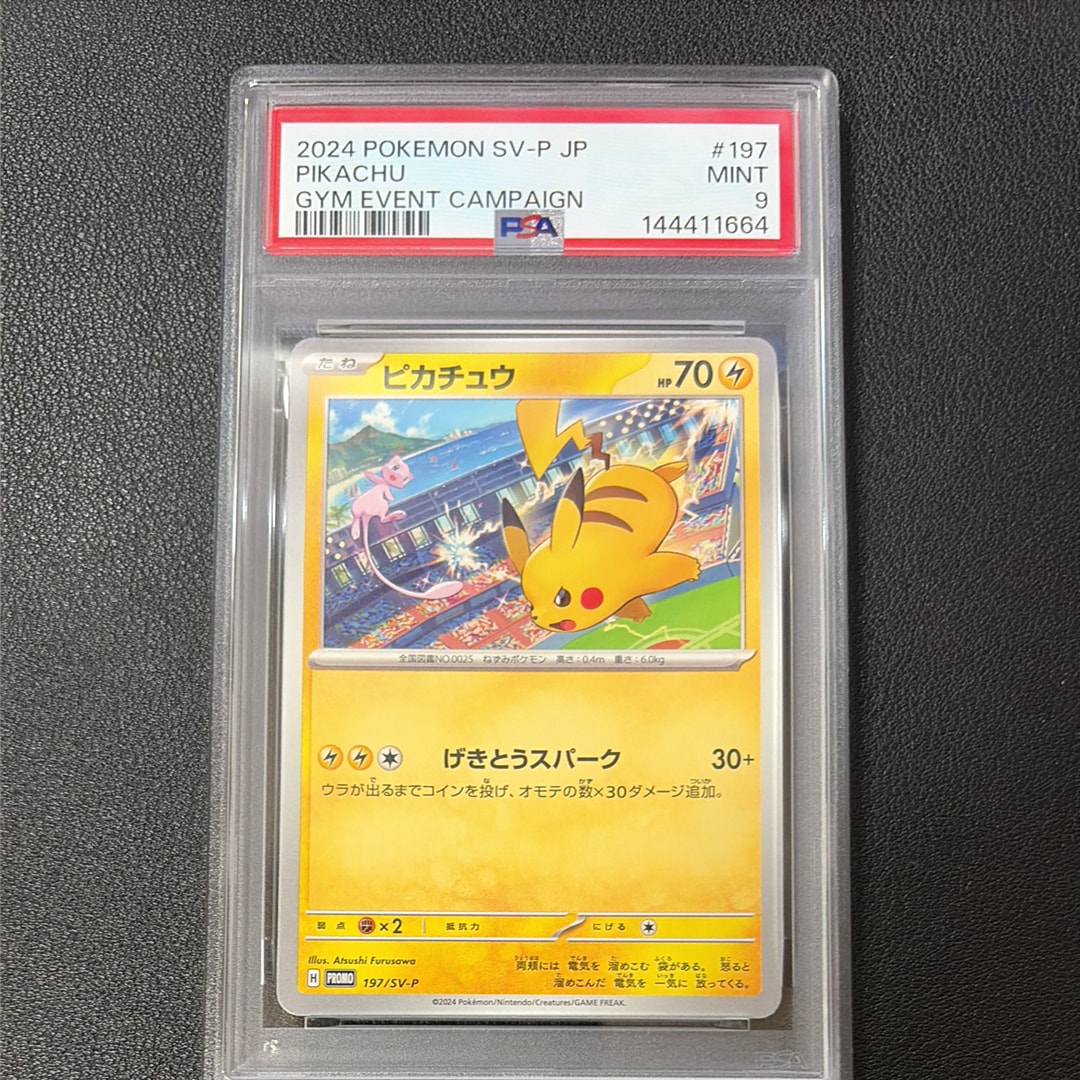 2024 POKEMON SV-P JP #197
PIKACHU MINT
GYM EVENT CAMPAIGN 9
PSA 144411664
たね ピカチュウ HP70
全国図鑑NO.0025 ねずみポケモン 高さ:0.4m 重さ:6.0kg
げきとうスパーク 30+
ウラが出るまでコインを投げ、オモテの数×30ダメージ追加。
弱点 ×2 抵抗力 にげる
Illus. Atsushi Furusawa
両頬には 電気を 溜めこむ 袋がある。 怒ると
溜めこんだ 電気を 一気に 放ってくる。
H PROMO 197/SV-P
©2024 Pokémon/Nintendo/Creatures/GAME FREAK.
PSA